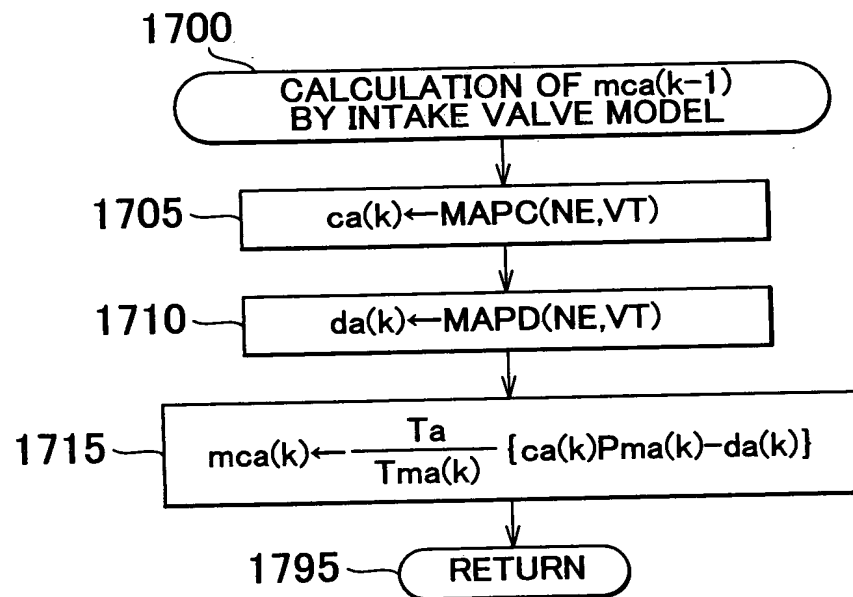 1700
CALCULATION OF mca(k-1)
BY INTAKE VALVE MODEL
1705
ca(k)←MAPC(NE,VT)
1710
da(k)←MAPD(NE,VT)
1715
mca(k)← Ta / Tma(k) {ca(k)Pma(k)-da(k)}
1795
RETURN